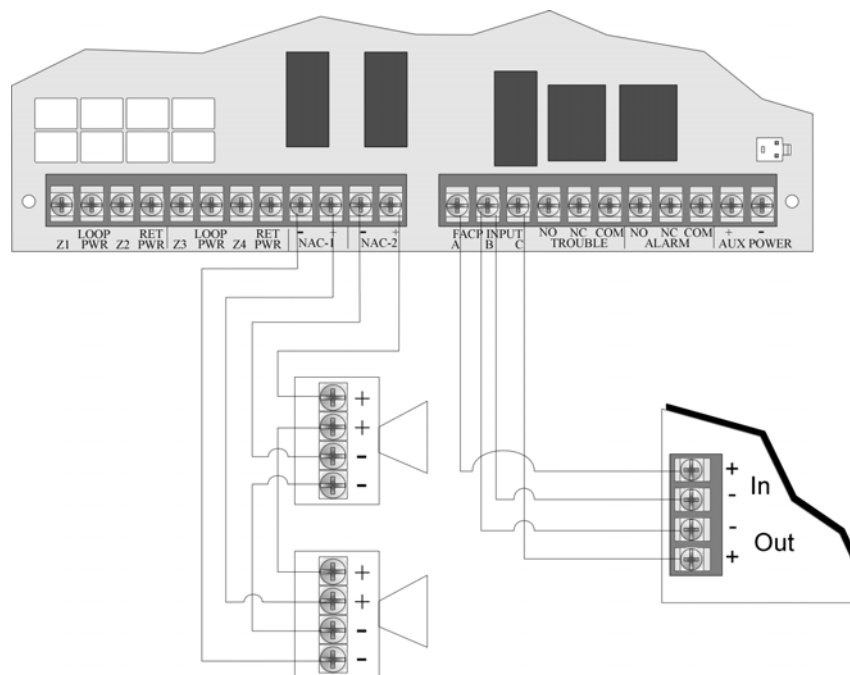 - + - +
LOOP RET LOOP RET NAC-1 NAC-2
Z1 PWR Z2 PWR Z3 PWR Z4 PWR
FACP INPUT NO NC COM NO NC COM + -
A B C TROUBLE ALARM AUX POWER
+
+
-
-
+
+
-
-
+
In
-
-
Out
+